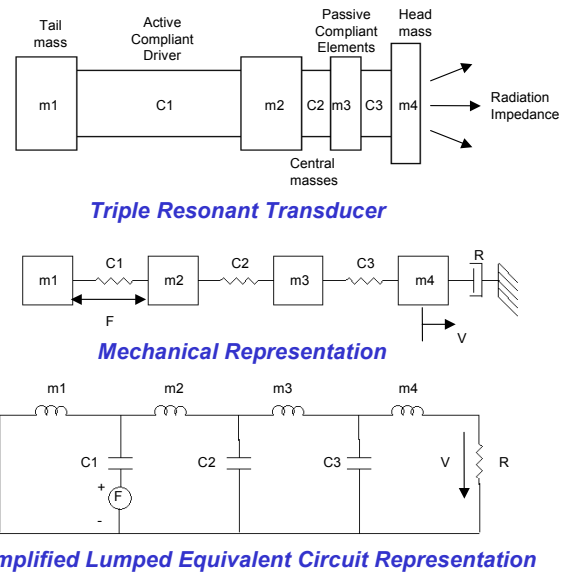 Tail
mass
Active
Compliant
Driver
Passive
Compliant
Elements
Head
mass
m1
C1
m2
C2
m3
C3
m4
Radiation
Impedance
Central
masses
Triple Resonant Transducer
m1
C1
m2
C2
m3
C3
m4
R
F
V
Mechanical Representation
m1
m2
m3
m4
C1
C2
C3
V
R
+
F
-
mplified Lumped Equivalent Circuit Representation